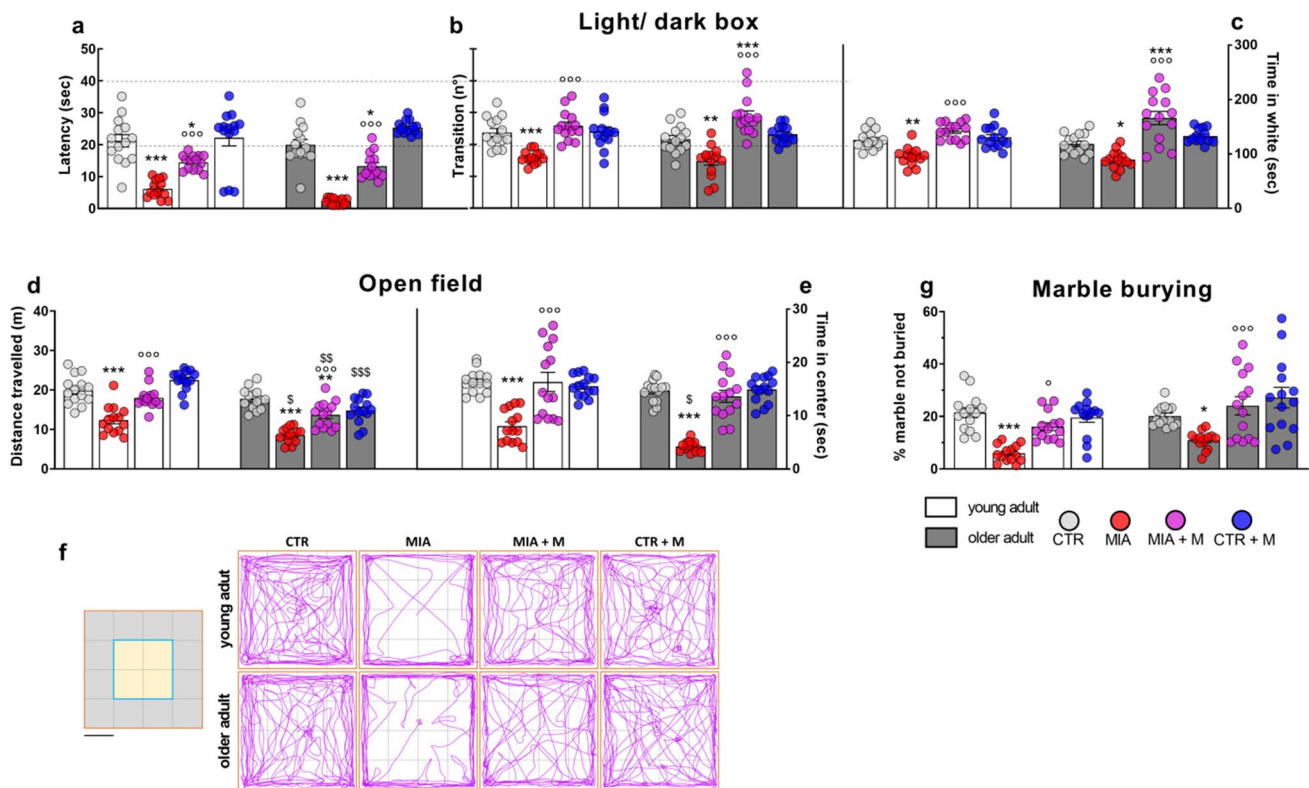 Light/ dark box
a
b
c
Latency (sec)
50
40
30
20
10
0
***
*
°°°
***
*
°°°
Transition (n°)
***
°°°
**
***
°°°
**
°°°
*
***
°°°
300
200
100
0
Time in white (sec)
Open field
d
e
Distance travelled (m)
40
30
20
10
0
***
°°°
$
***
$$
°°°
**
$$$
***
°°°
$
***
°°°
30
20
10
0
Time in center (sec)
g
Marble burying
% marble not buried
60
40
20
0
***
°
*
°°°
young adult
older adult
CTR
MIA
MIA + M
CTR + M
f
CTR
MIA
MIA + M
CTR + M
young adut
older adult